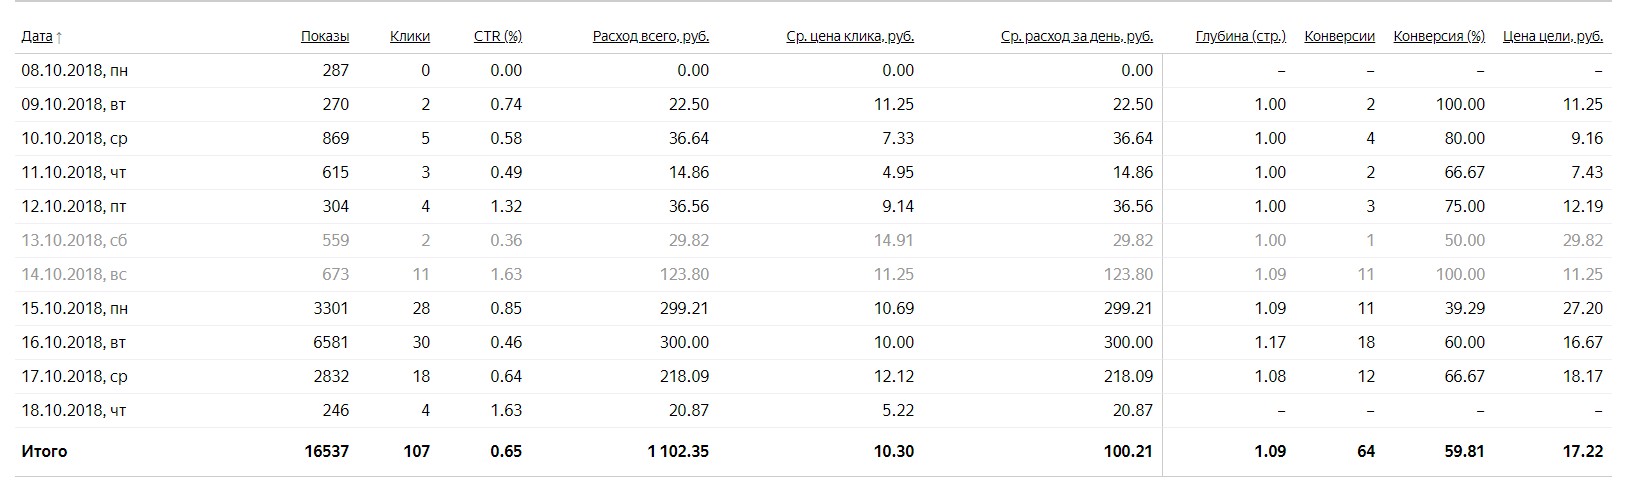 Дата ↑ Показы Клики CTR (%) Расход всего, руб. Ср. цена клика, руб. Ср. расход за день, руб. Глубина (стр.) Конверсии Конверсия (%) Цена цели, руб.
08.10.2018, пн 287 0 0.00 0.00 0.00 0.00 – – – –
09.10.2018, вт 270 2 0.74 22.50 11.25 22.50 1.00 2 100.00 11.25
10.10.2018, ср 869 5 0.58 36.64 7.33 36.64 1.00 4 80.00 9.16
11.10.2018, чт 615 3 0.49 14.86 4.95 14.86 1.00 2 66.67 7.43
12.10.2018, пт 304 4 1.32 36.56 9.14 36.56 1.00 3 75.00 12.19
13.10.2018, сб 559 2 0.36 29.82 14.91 29.82 1.00 1 50.00 29.82
14.10.2018, вс 673 11 1.63 123.80 11.25 123.80 1.09 11 100.00 11.25
15.10.2018, пн 3301 28 0.85 299.21 10.69 299.21 1.09 11 39.29 27.20
16.10.2018, вт 6581 30 0.46 300.00 10.00 300.00 1.17 18 60.00 16.67
17.10.2018, ср 2832 18 0.64 218.09 12.12 218.09 1.08 12 66.67 18.17
18.10.2018, чт 246 4 1.63 20.87 5.22 20.87 – – – –
Итого 16537 107 0.65 1 102.35 10.30 100.21 1.09 64 59.81 17.22